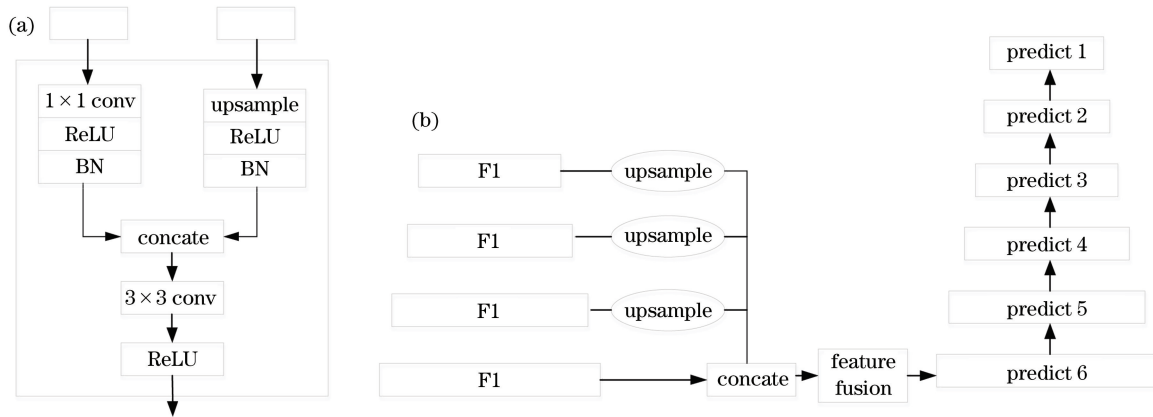 (a)
1×1 conv
ReLU
BN
upsample
ReLU
BN
concate
3×3 conv
ReLU
(b)
F1
upsample
F1
upsample
F1
upsample
F1
concate
feature
fusion
predict 1
predict 2
predict 3
predict 4
predict 5
predict 6